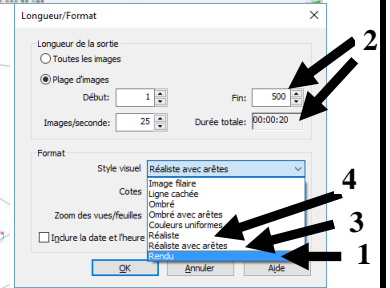 Longueur/Format
Longueur de la sortie
Toutes les images
Plage d'images
2
Début: 1 Fin: 500
Images/seconde: 25 Durée totale: 00:00:20
Format
Style visuel Réaliste avec arêtes
Image filaire
Cotes Ligne cachée
Ombré
4
Zoom des vues/feuilles Ombré avec arêtes
Couleurs uniformes
3
Indure la date et l'heure Réaliste
Réaliste avec arêtes
Rendu
1
OK Annuler Aide